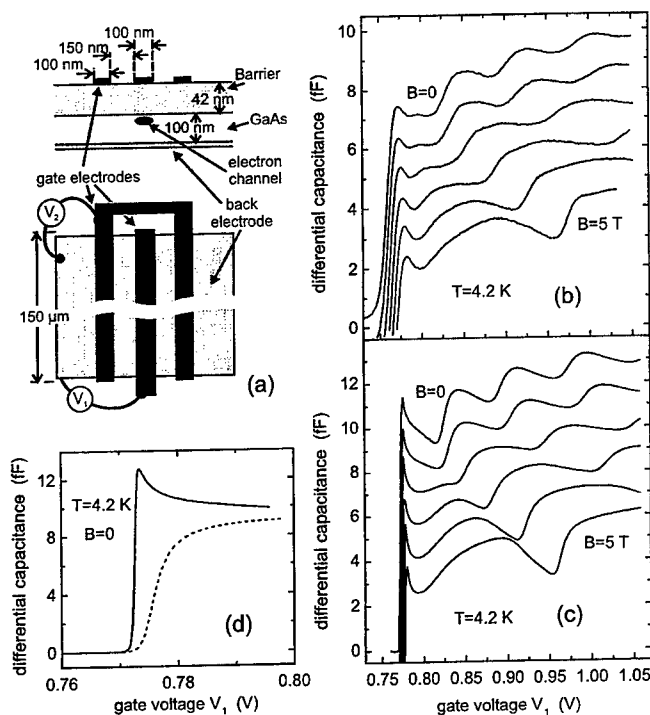 (a)
100 nm
150 nm
100 nm
Barrier
42 nm
GaAs
100 nm
electron
channel
gate electrodes
back
electrode
V₂
150 µm
V₁
(b)
differential capacitance (fF)
10
8
6
4
2
0
B=0
B=5 T
T=4.2 K
(c)
differential capacitance (fF)
12
10
8
6
4
2
0
B=0
B=5 T
T=4.2 K
0.75 0.80 0.85 0.90 0.95 1.00 1.05
gate voltage V₁ (V)
(d)
differential capacitance (fF)
12
8
4
0
T=4.2 K
B=0
0.76 0.78 0.80
gate voltage V₁ (V)